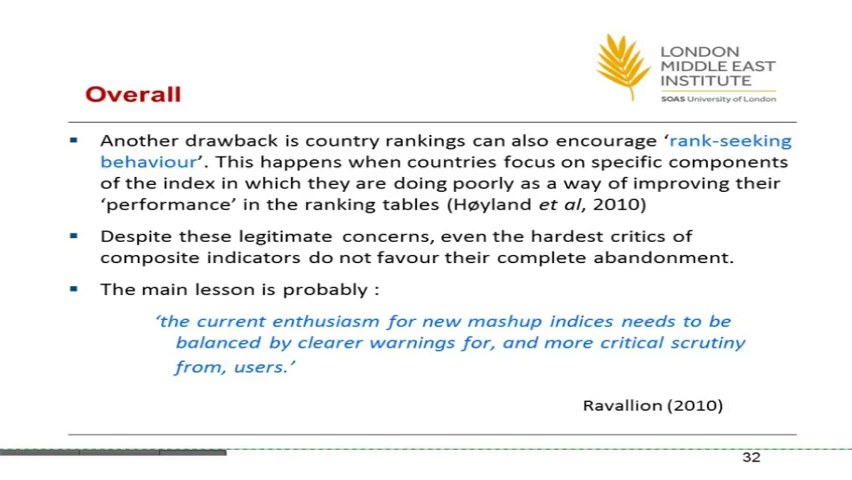 LONDON
MIDDLE EAST
INSTITUTE
SOAS University of London
Overall
Another drawback is country rankings can also encourage ‘rank-seeking
behaviour’. This happens when countries focus on specific components
of the index in which they are doing poorly as a way of improving their
‘performance’ in the ranking tables (Høyland et al, 2010)
Despite these legitimate concerns, even the hardest critics of
composite indicators do not favour their complete abandonment.
The main lesson is probably :
‘the current enthusiasm for new mashup indices needs to be
balanced by clearer warnings for, and more critical scrutiny
from, users.’
Ravallion (2010)
32